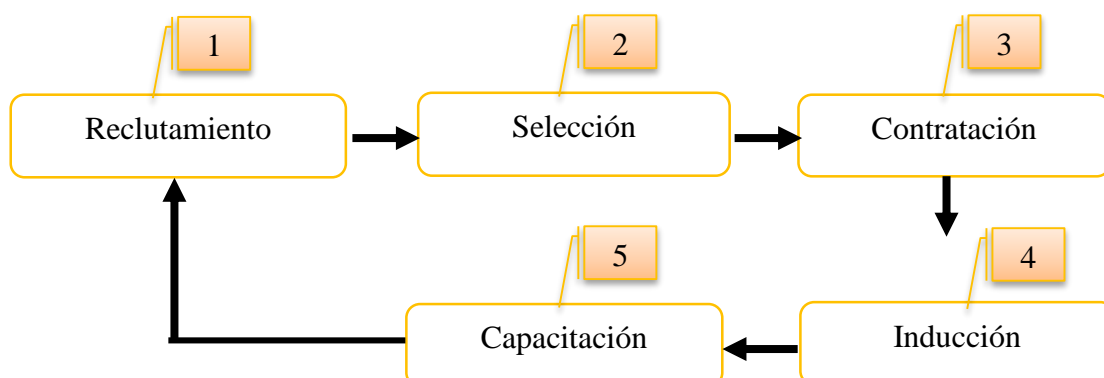 1
Reclutamiento
2
Selección
3
Contratación
4
Inducción
5
Capacitación